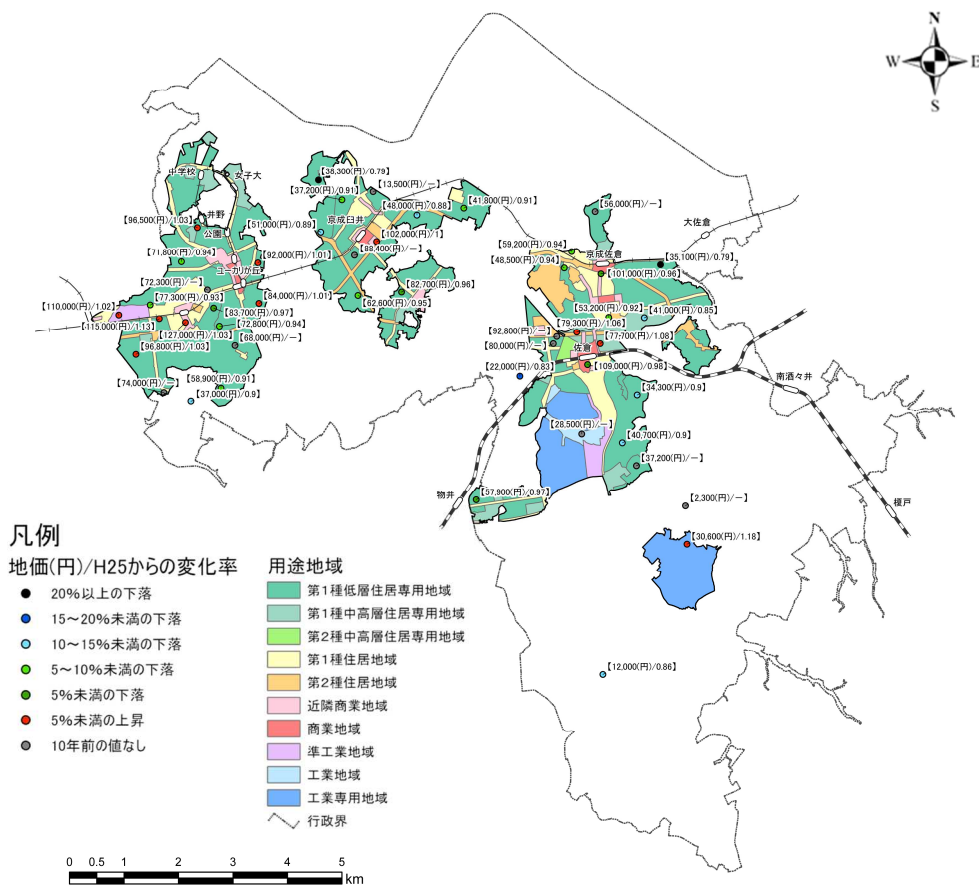 N
W
E
S
【38,300(円)/0.79】
中学校
女子大
【37,200(円)/0.91】
【13,500(円)/ー】
【48,000(円)/0.88】
【41,800(円)/0.91】
【56,000(円)/ー】
【96,500(円)/1.03】
井野
公園
【51,000(円)/0.89】
京成臼井
大佐倉
【102,000(円)/1】
【59,200(円)/0.94】
京成佐倉
【71,800(円)/0.94】
【92,000(円)/1.01】
【88,400(円)/ー】
【48,500(円)/0.94】
【35,100(円)/0.79】
ユーカリが丘
【101,000(円)/0.96】
【72,300(円)/ー】
【82,700(円)/0.96】
【77,300(円)/0.93】
【84,000(円)/1.01】
【62,600(円)/0.95】
【110,000(円)/1.02】
【83,700(円)/0.97】
【53,200(円)/0.92】
【41,000(円)/0.85】
【115,000(円)/1.13】
【72,800(円)/0.94】
【79,300(円)/1.06】
【127,000(円)/1.03】
【68,000(円)/ー】
【92,800(円)/ー】
【77,700(円)/1.08】
【96,800(円)/1.03】
【80,000(円)/ー】
佐倉
【22,000(円)/0.83】
【109,000(円)/0.98】
南酒々井
【74,000(円)/ー】
【58,900(円)/0.91】
【37,000(円)/0.9】
【34,300(円)/0.9】
【28,500(円)/ー】
【40,700(円)/0.9】
【37,200(円)/ー】
物井
【57,900(円)/0.97】
【2,300(円)/ー】
榎戸
【30,600(円)/1.18】
【12,000(円)/0.86】
凡例
地価(円)/H25からの変化率
20%以上の下落
15～20%未満の下落
10～15%未満の下落
5～10%未満の下落
5%未満の下落
5%未満の上昇
10年前の値なし
用途地域
第1種低層住居専用地域
第1種中高層住居専用地域
第2種中高層住居専用地域
第1種住居地域
第2種住居地域
近隣商業地域
商業地域
準工業地域
工業地域
工業専用地域
行政界
0 0.5 1 2 3 4 5
km